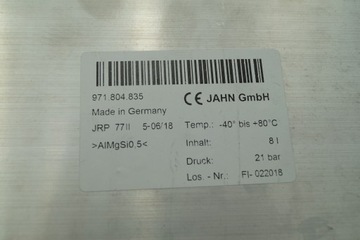 971.804.835
CE JAHN GmbH
Made in Germany
JRP 77II 5-06/18
Temp.: -40° bis +80°C
>AlMgSi0.5<
Inhalt: 8 l
Druck: 21 bar
Los. - Nr.: FI- 022016